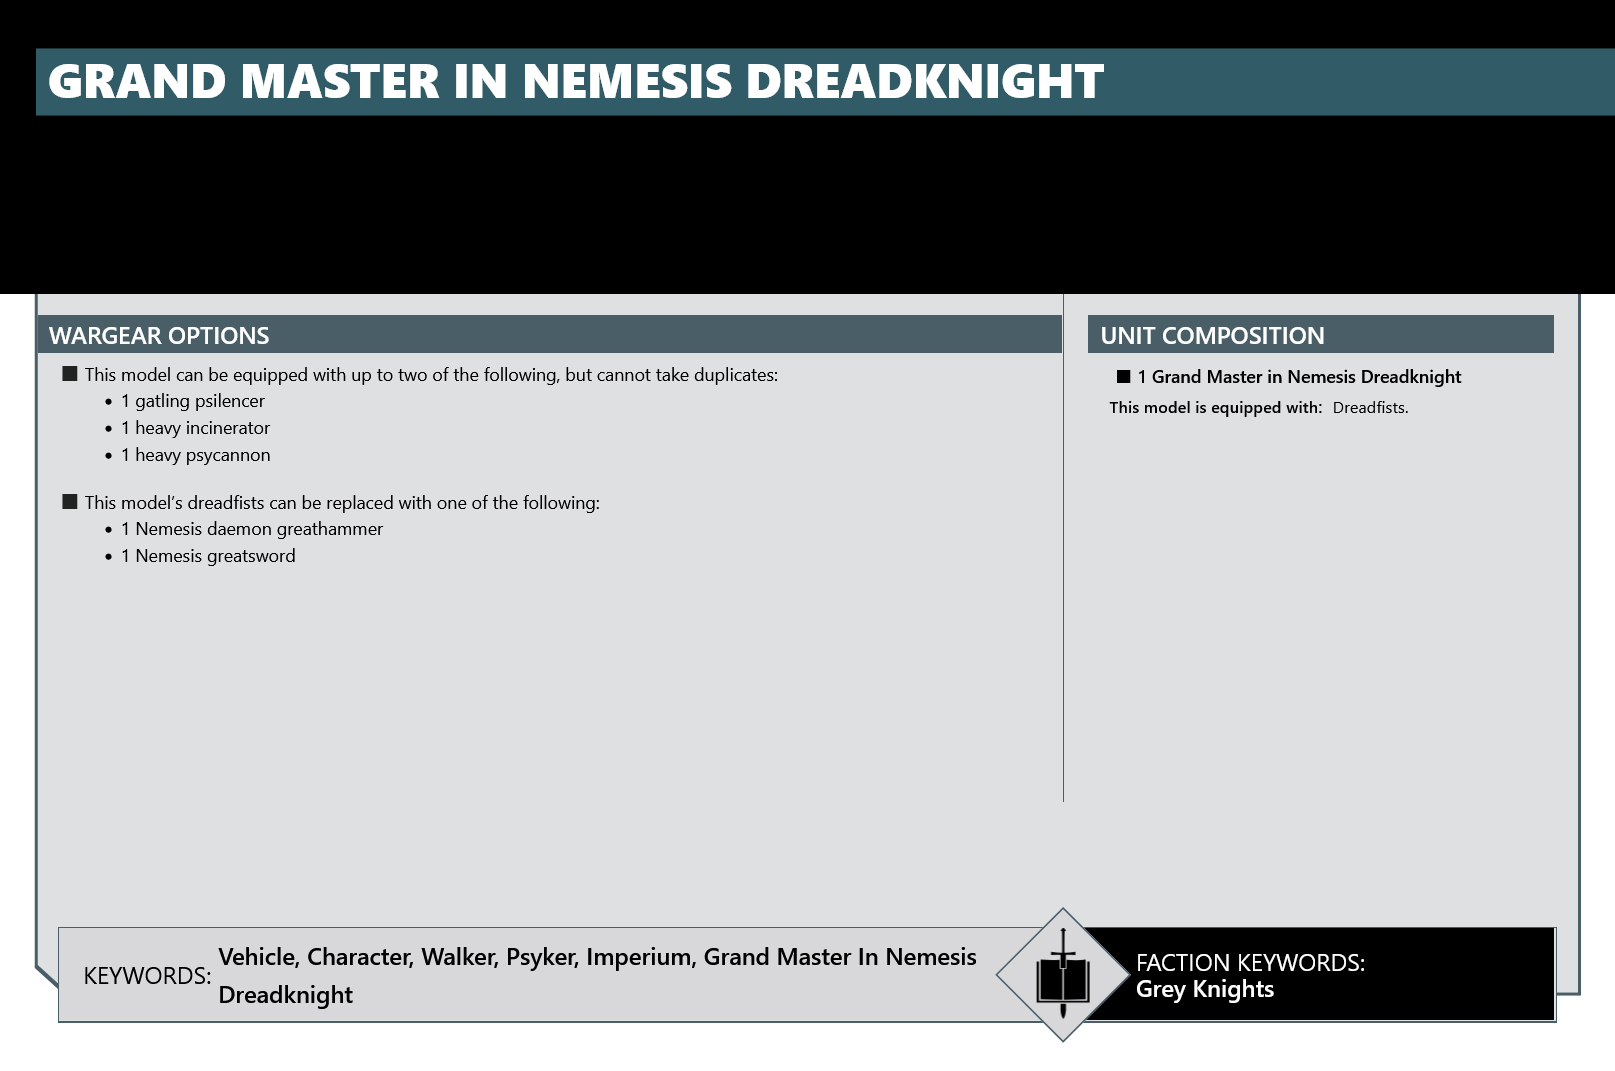 GRAND MASTER IN NEMESIS DREADKNIGHT
WARGEAR OPTIONS
■ This model can be equipped with up to two of the following, but cannot take duplicates:
• 1 gatling psilencer
• 1 heavy incinerator
• 1 heavy psycannon
■ This model’s dreadfists can be replaced with one of the following:
• 1 Nemesis daemon greathammer
• 1 Nemesis greatsword
UNIT COMPOSITION
■ 1 Grand Master in Nemesis Dreadknight
This model is equipped with: Dreadfists.
KEYWORDS: Vehicle, Character, Walker, Psyker, Imperium, Grand Master In Nemesis
Dreadknight
FACTION KEYWORDS:
Grey Knights